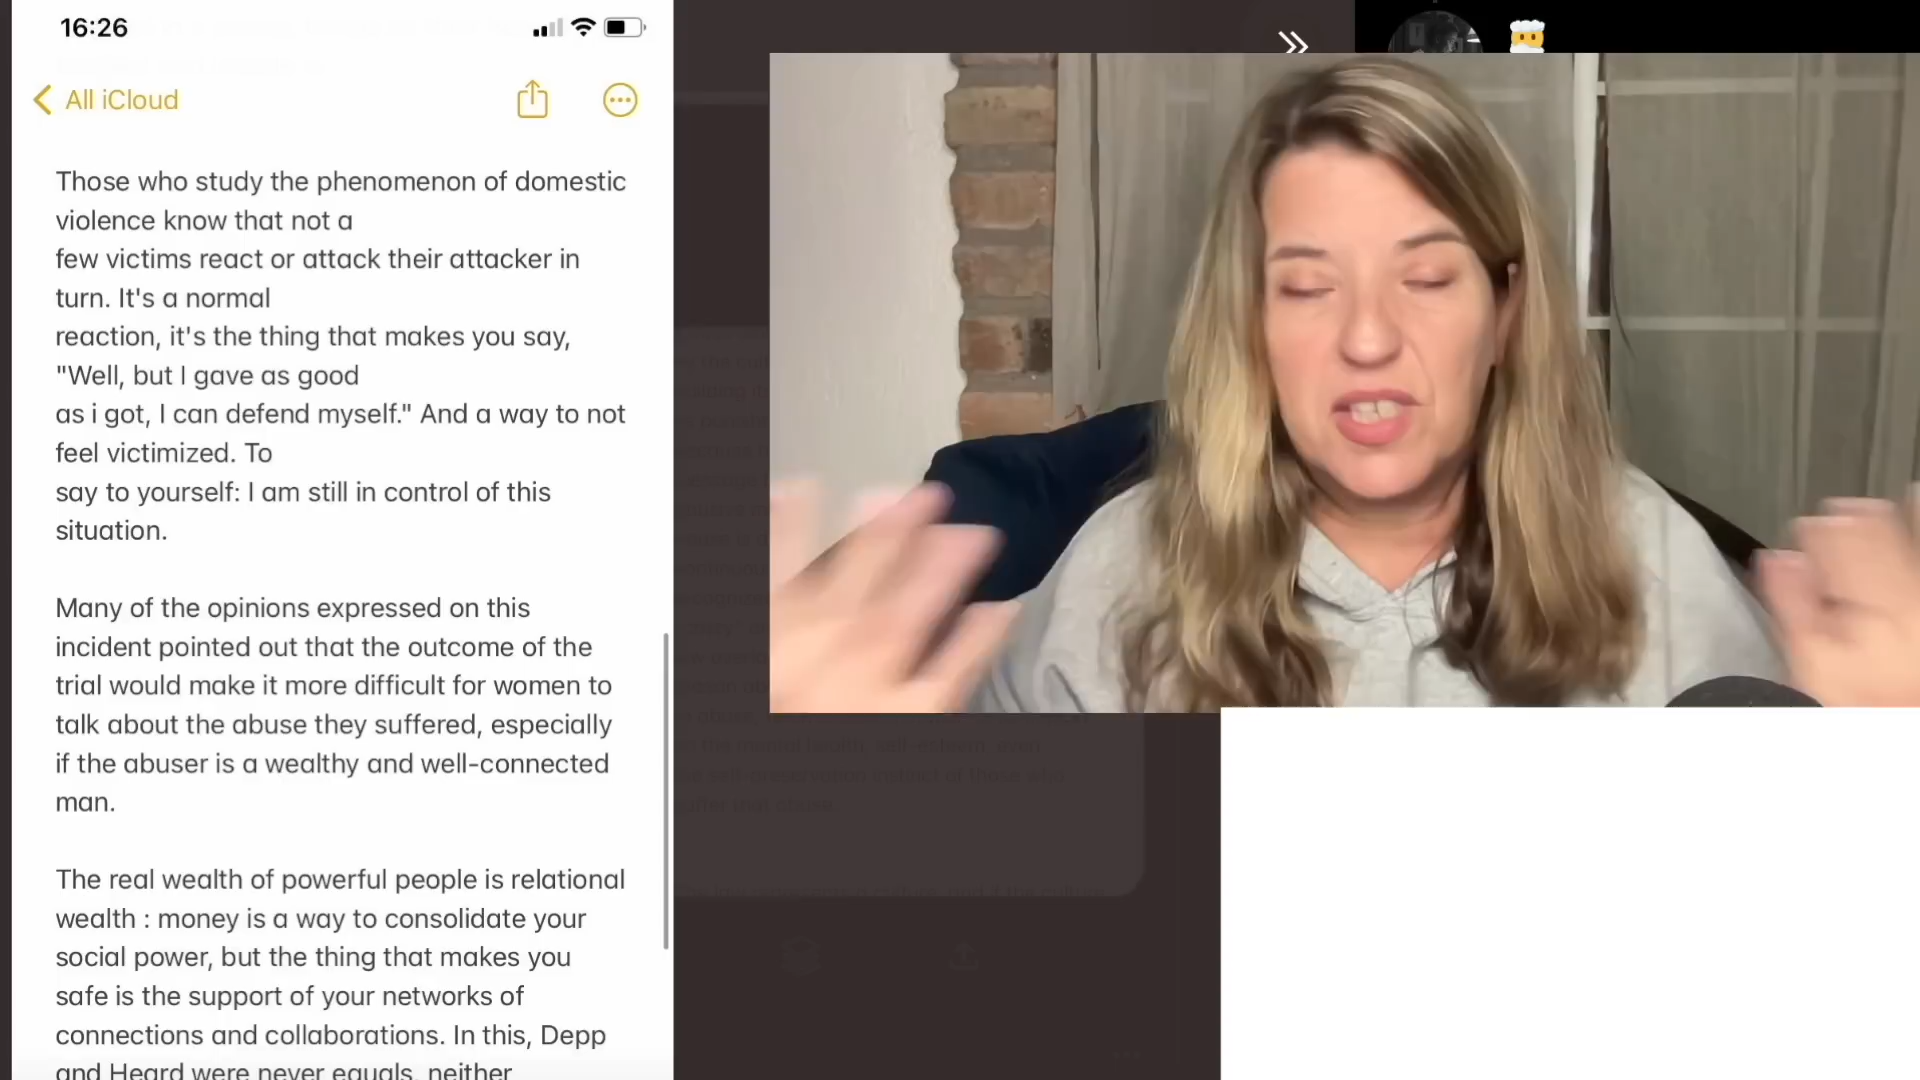 16:26
All iCloud
Those who study the phenomenon of domestic
violence know that not a
few victims react or attack their attacker in
turn. It's a normal
reaction, it's the thing that makes you say,
"Well, but I gave as good
as i got, I can defend myself." And a way to not
feel victimized. To
say to yourself: I am still in control of this
situation.
Many of the opinions expressed on this
incident pointed out that the outcome of the
trial would make it more difficult for women to
talk about the abuse they suffered, especially
if the abuser is a wealthy and well-connected
man.
The real wealth of powerful people is relational
wealth : money is a way to consolidate your
social power, but the thing that makes you
safe is the support of your networks of
connections and collaborations. In this, Depp
and Heard were never equals, neither